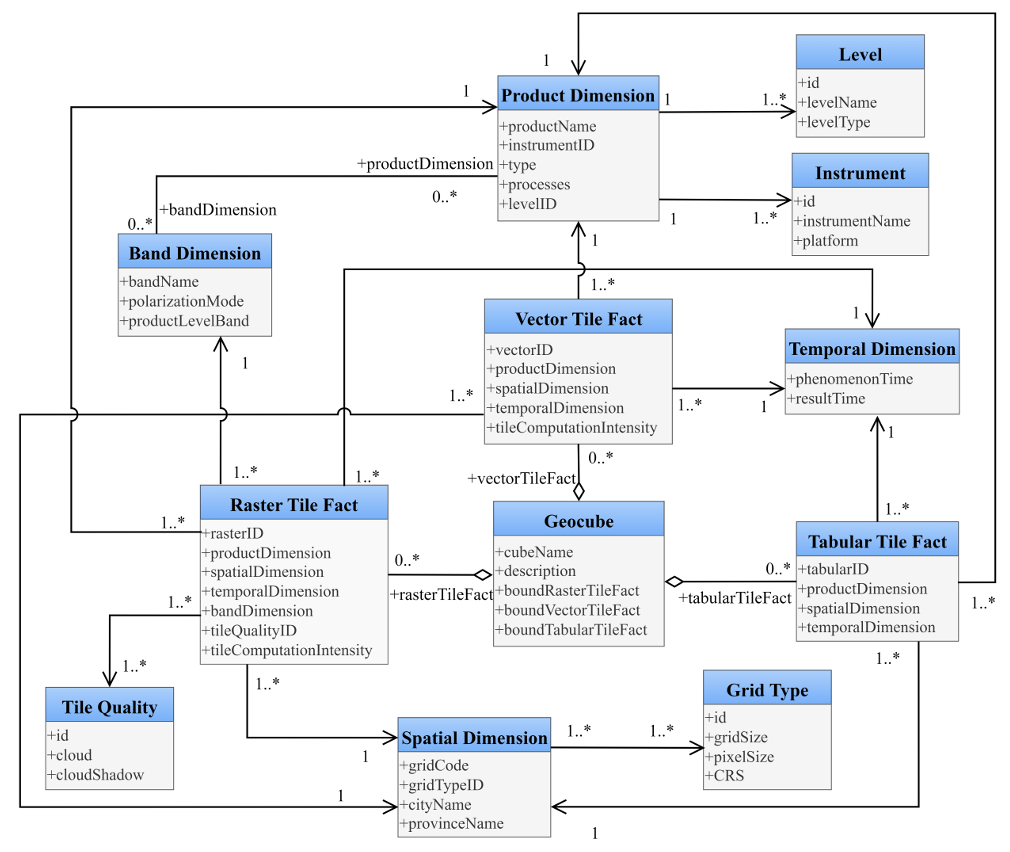 1
Level
+id
+levelName
+levelType
1
Product Dimension
+productName
+instrumentID
+type
+processes
+levelID
1
1..*
+productDimension
0..*
Instrument
+id
+instrumentName
+platform
1
1..*
0..*
+bandDimension
Band Dimension
+bandName
+polarizationMode
+productLevelBand
1
1
1..*
Vector Tile Fact
+vectorID
+productDimension
+spatialDimension
+temporalDimension
+tileComputationIntensity
1
Temporal Dimension
+phenomenonTime
+resultTime
1..*
1..*
1
1
0..*
+vectorTileFact
1..*
1..*
1..*
Raster Tile Fact
+rasterID
+productDimension
+spatialDimension
+temporalDimension
+bandDimension
+tileQualityID
+tileComputationIntensity
0..*
+rasterTileFact
Geocube
+cubeName
+description
+boundRasterTileFact
+boundVectorTileFact
+boundTabularTileFact
1..*
Tabular Tile Fact
+tabularID
+productDimension
+spatialDimension
+temporalDimension
0..*
+tabularTileFact
1..*
1..*
1..*
1..*
1..*
Tile Quality
+id
+cloud
+cloudShadow
1
1
Spatial Dimension
+gridCode
+gridTypeID
+cityName
+provinceName
1..*
1..*
Grid Type
+id
+gridSize
+pixelSize
+CRS
1